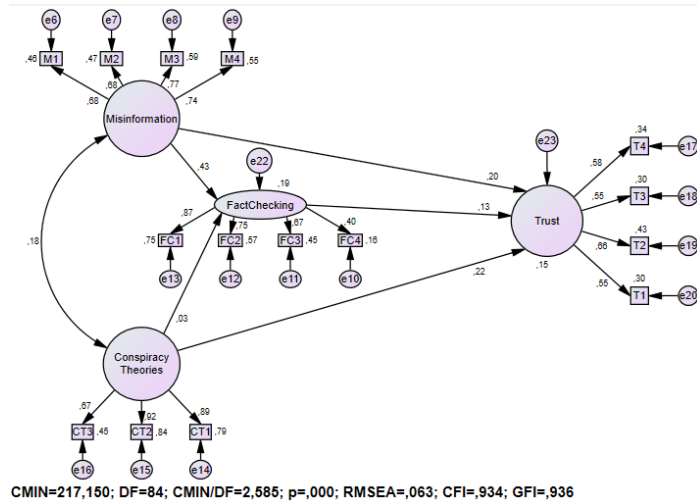 e6 e7 e8 e9
,46 ,47 ,59 ,55
M1 M2 M3 M4
,68 ,68 ,77 ,74
Misinformation
e23
e22
,34
T4 e17
,43 ,20 ,58
,19
,30
FactChecking
,55 T3 e18
,13
Trust
,87 ,75 ,67 ,40
,43
,75 FC1 FC2 ,57 FC3 ,45 FC4 ,16
,66 T2 e19
,18
e13 e12 e11 e10
,22 ,15
,55 ,30
T1 e20
,03
Conspiracy
Theories
,67 ,92 ,89
CT3 ,45 CT2 ,84 CT1 ,79
e16 e15 e14
CMIN=217,150; DF=84; CMIN/DF=2,585; p=,000; RMSEA=,063; CFI=,934; GFI=,936